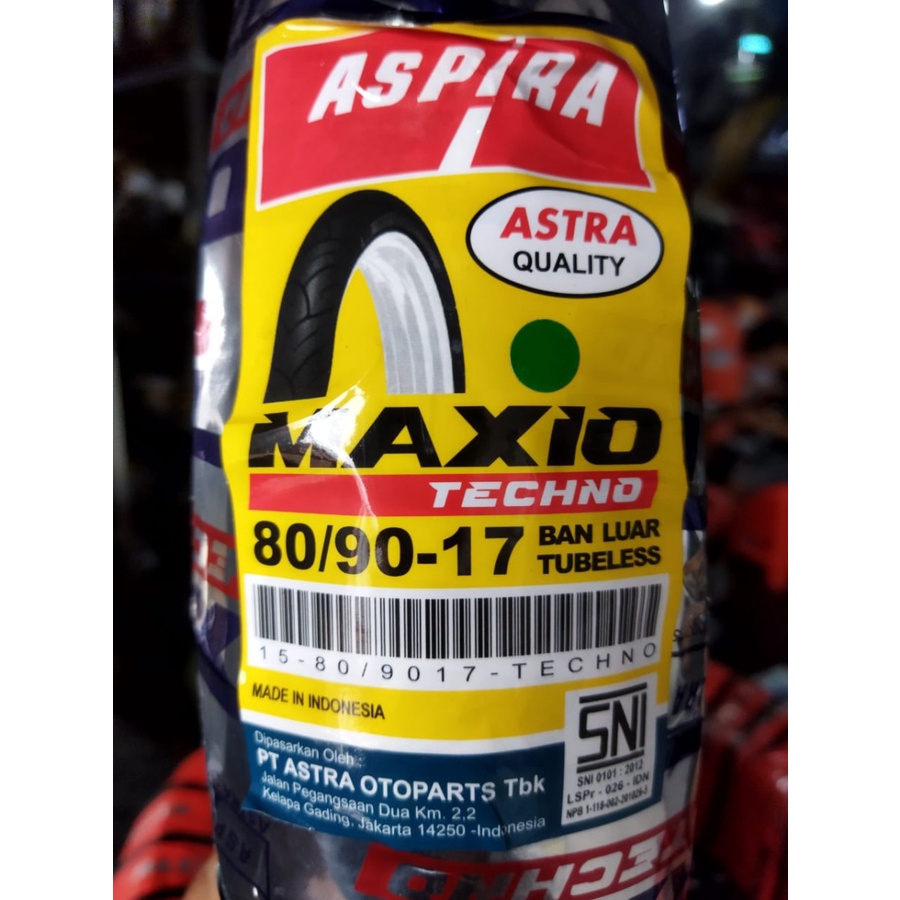 ASPIRA
ASTRA
QUALITY
MAXIO
TECHNO
80/90-17
BAN LUAR
TUBELESS
15-80/9017-TECHNO
MADE IN INDONESIA
SNI
SNI 0101 : 2012
LSPr - 026 - IDN
Dipasarkan Oleh :
PT ASTRA OTOPARTS Tbk
Jalan Pegangsaan Dua Km. 2,2
Kelapa Gading, Jakarta 14250 -Indonesia
TECHNO